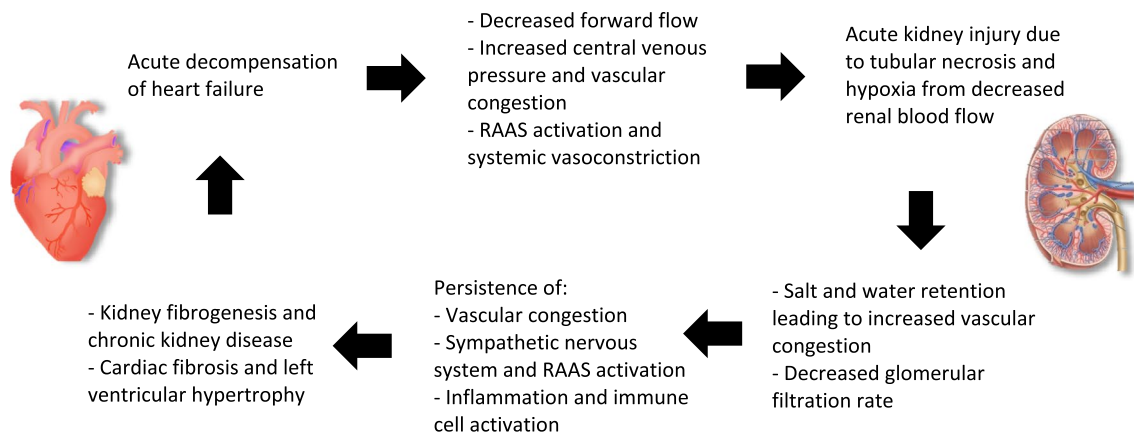 Acute decompensation
of heart failure
- Decreased forward flow
- Increased central venous
pressure and vascular
congestion
- RAAS activation and
systemic vasoconstriction
Acute kidney injury due
to tubular necrosis and
hypoxia from decreased
renal blood flow
- Salt and water retention
leading to increased vascular
congestion
- Decreased glomerular
filtration rate
Persistence of:
- Vascular congestion
- Sympathetic nervous
system and RAAS activation
- Inflammation and immune
cell activation
- Kidney fibrogenesis and
chronic kidney disease
- Cardiac fibrosis and left
ventricular hypertrophy